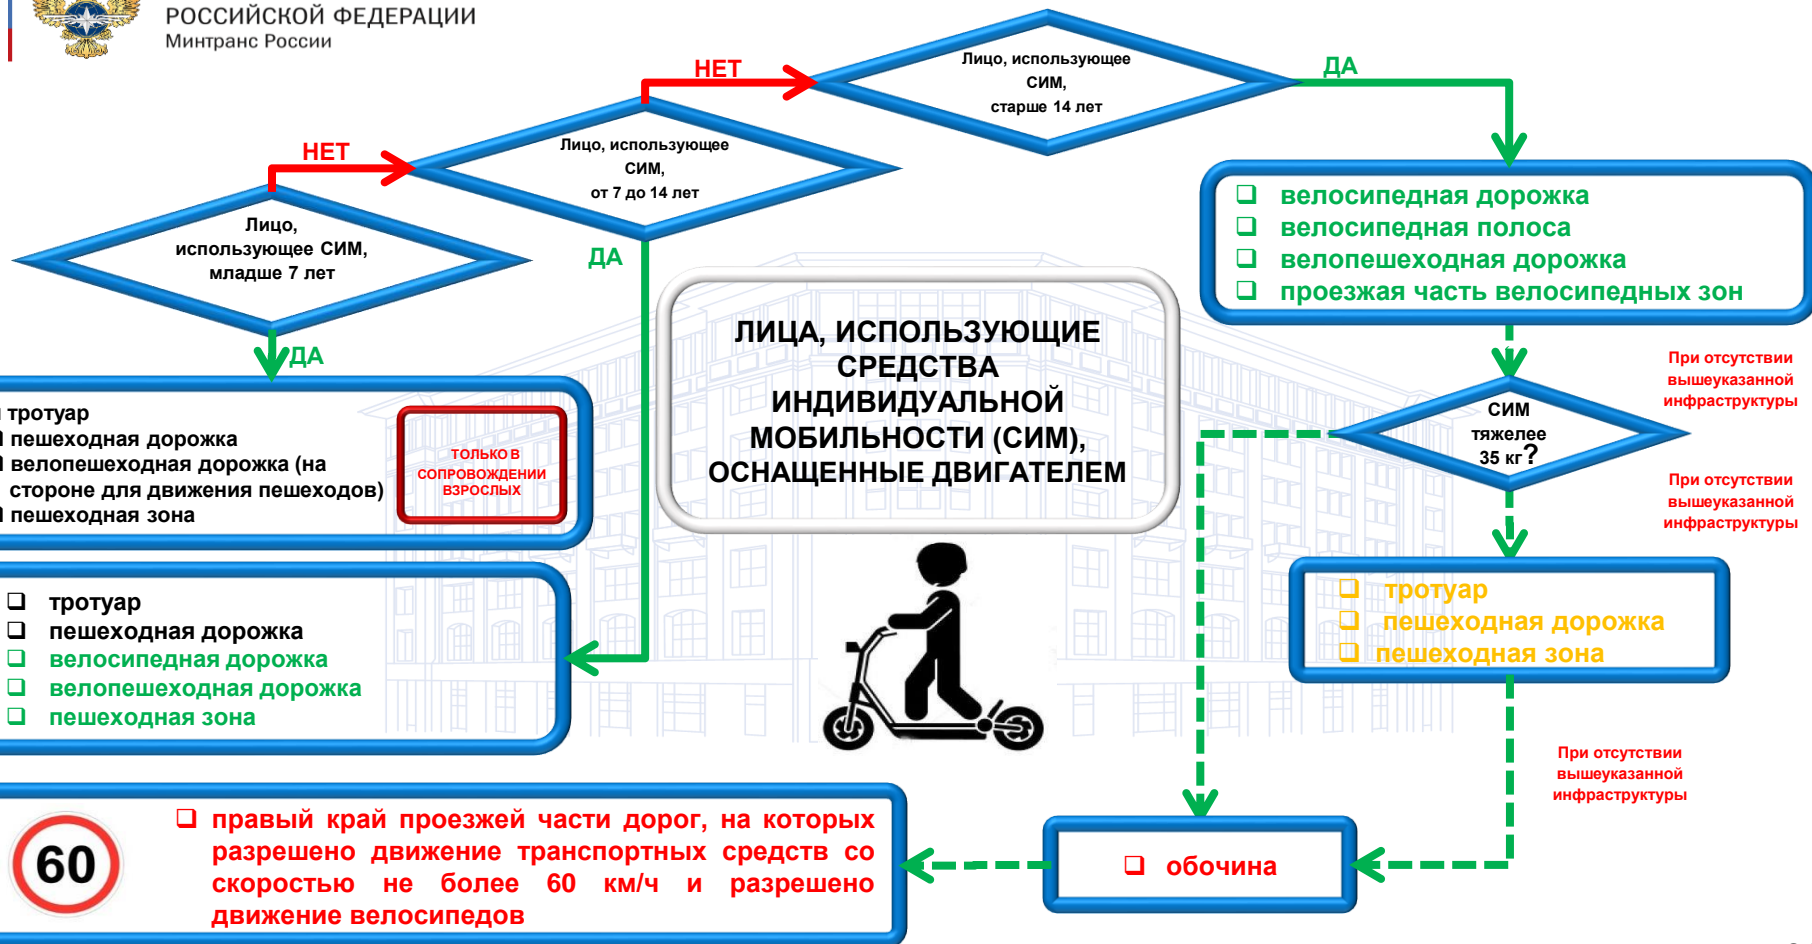 РОССИЙСКОЙ ФЕДЕРАЦИИ
Минтранс России
НЕТ
Лицо, использующее
СИМ,
старше 14 лет
ДА
НЕТ
Лицо, использующее
СИМ,
от 7 до 14 лет
ДА
Лицо,
использующее СИМ,
младше 7 лет
ДА
велосипедная дорожка
велосипедная полоса
велопешеходная дорожка
проезжая часть велосипедных зон
ЛИЦА, ИСПОЛЬЗУЮЩИЕ
СРЕДСТВА
ИНДИВИДУАЛЬНОЙ
МОБИЛЬНОСТИ (СИМ),
ОСНАЩЕННЫЕ ДВИГАТЕЛЕМ
При отсутствии
вышеуказанной
инфраструктуры
СИМ
тяжелее
35 кг?
При отсутствии
вышеуказанной
инфраструктуры
тротуар
пешеходная дорожка
велопешеходная дорожка (на
стороне для движения пешеходов)
пешеходная зона
ТОЛЬКО В
СОПРОВОЖДЕНИИ
ВЗРОСЛЫХ
тротуар
пешеходная дорожка
велосипедная дорожка
велопешеходная дорожка
пешеходная зона
тротуар
пешеходная дорожка
пешеходная зона
При отсутствии
вышеуказанной
инфраструктуры
60
правый край проезжей части дорог, на которых
разрешено движение транспортных средств со
скоростью не более 60 км/ч и разрешено
движение велосипедов
обочина